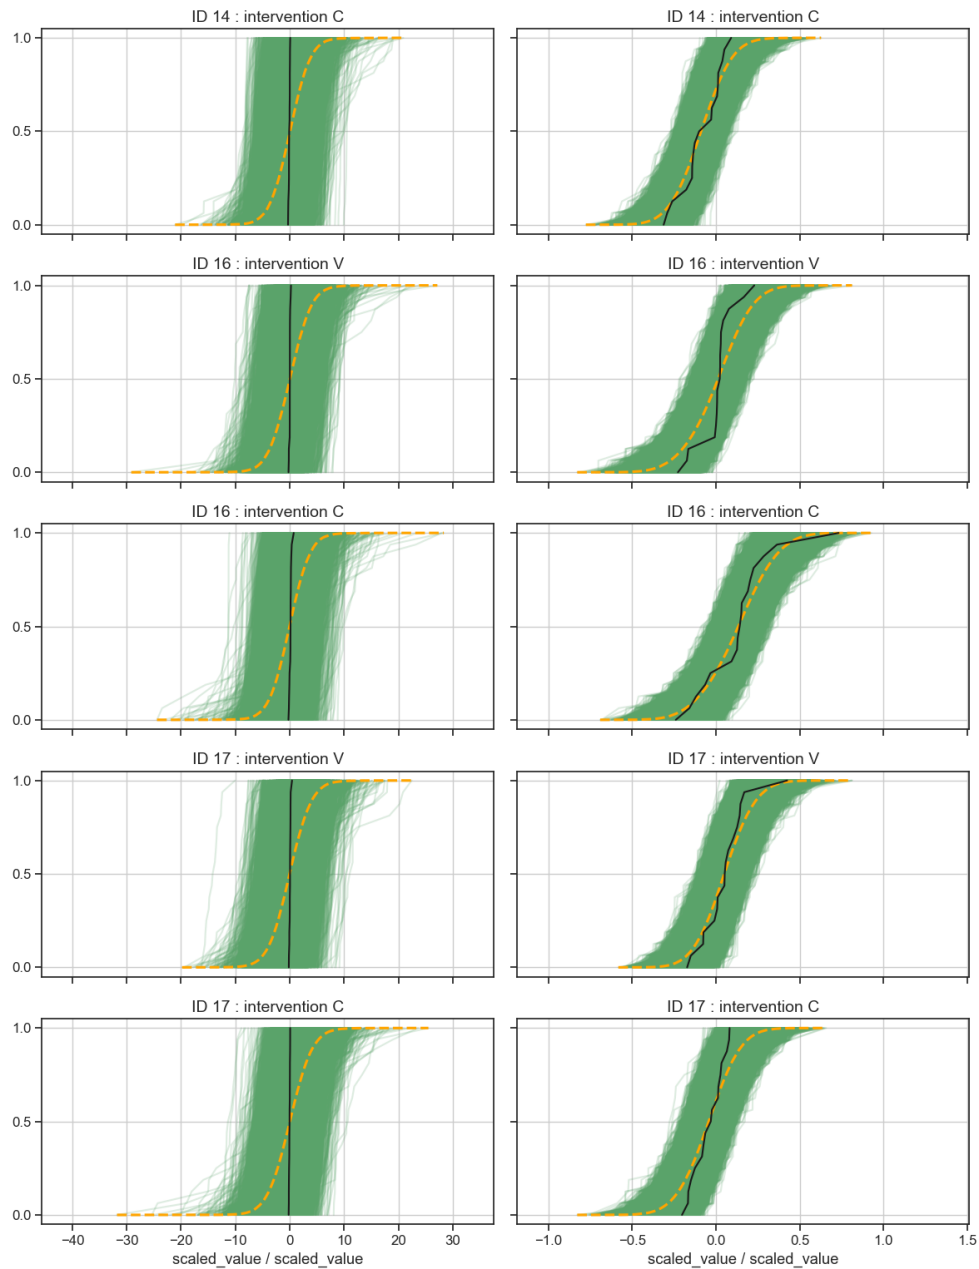 ID 14 : intervention C
ID 14 : intervention C
1.0
0.5
0.0
ID 16 : intervention V
ID 16 : intervention V
1.0
0.5
0.0
ID 16 : intervention C
ID 16 : intervention C
1.0
0.5
0.0
ID 17 : intervention V
ID 17 : intervention V
1.0
0.5
0.0
ID 17 : intervention C
ID 17 : intervention C
1.0
0.5
0.0
−40 −30 −20 −10 0 10 20 30
−1.0 −0.5 0.0 0.5 1.0 1.5
scaled_value / scaled_value
scaled_value / scaled_value